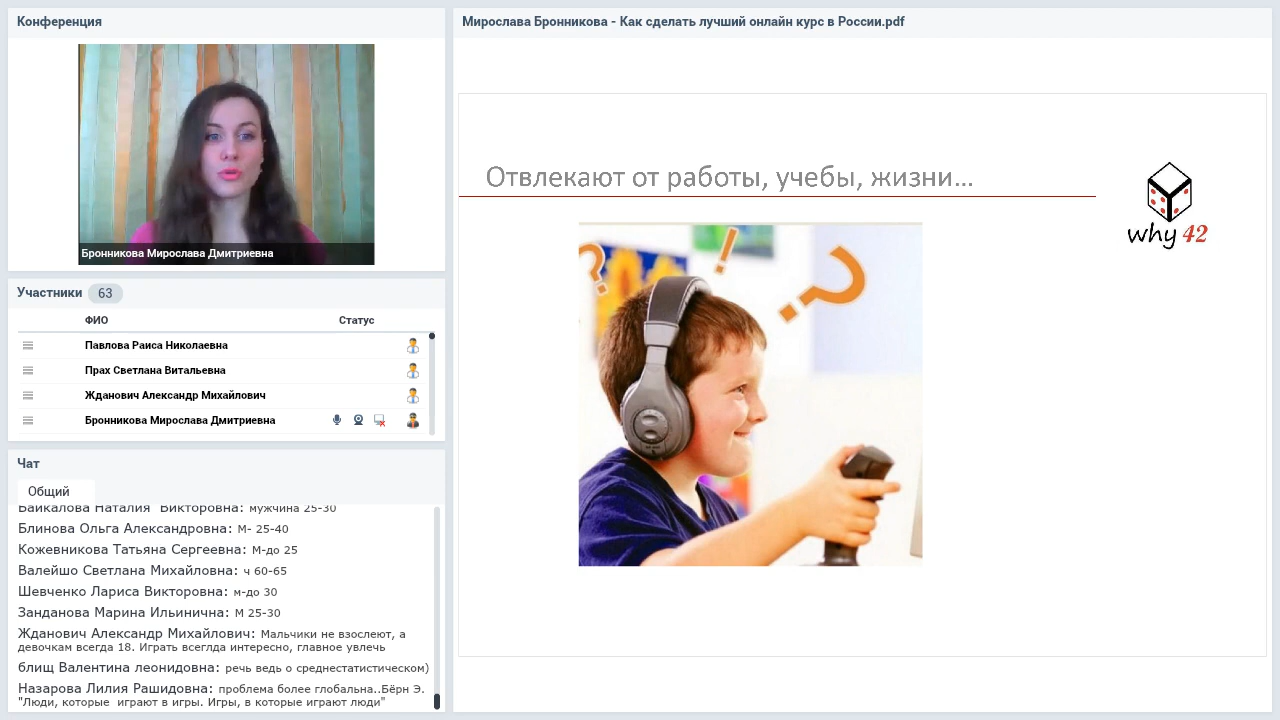 Конференция
Бронникова Мирослава Дмитриевна
Участники 63
ФИО Статус
Павлова Раиса Николаевна
Прах Светлана Витальевна
Жданович Александр Михайлович
Бронникова Мирослава Дмитриевна
Чат
Общий
Байкалова Наталия Викторовна: мужчина 25-30
Блинова Ольга Александровна: М- 25-40
Кожевникова Татьяна Сергеевна: М-до 25
Валейшо Светлана Михайловна: ч 60-65
Шевченко Лариса Викторовна: м-до 30
Занданова Марина Ильинична: М 25-30
Жданович Александр Михайлович: Мальчики не взослеют, а
девочкам всегда 18. Играть всеглда интересно, главное увлечь
блищ Валентина леонидовна: речь ведь о среднестатистическом)
Назарова Лилия Рашидовна: проблема более глобальна..Бёрн Э.
"Люди, которые  играют в игры. Игры, в которые играют люди"
Мирослава Бронникова - Как сделать лучший онлайн курс в России.pdf
Отвлекают от работы, учебы, жизни...
why 42